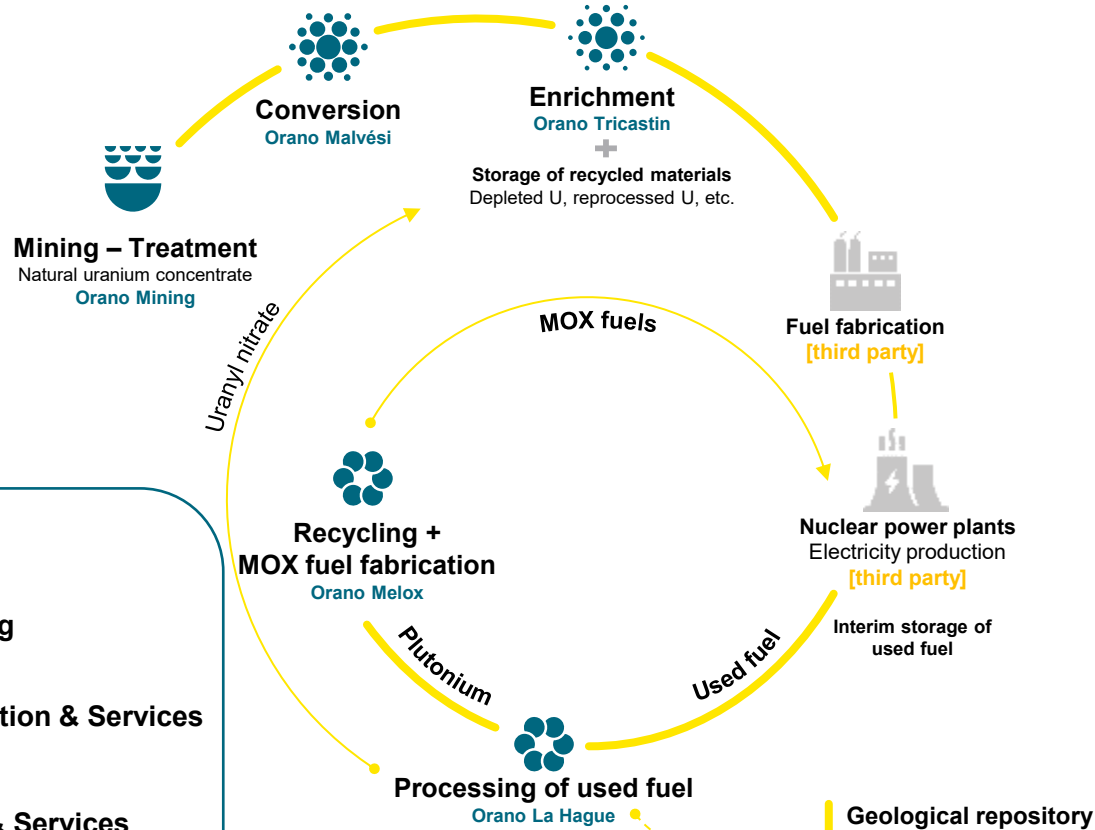 Conversion
Orano Malvési
Enrichment
Orano Tricastin
Storage of recycled materials
Depleted U, reprocessed U, etc.
Mining – Treatment
Natural uranium concentrate
Orano Mining
Fuel fabrication
[third party]
Uranyl nitrate
MOX fuels
Nuclear power plants
Electricity production
[third party]
Interim storage of
used fuel
Recycling +
MOX fuel fabrication
Orano Melox
Plutonium
Used fuel
Processing of used fuel
Orano La Hague
Geological repository
g
tion & Services
& Services